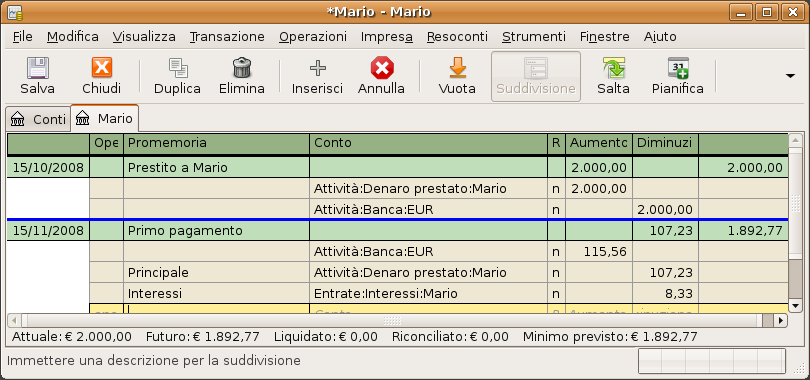 *Mario - Mario
File Modifica Visualizza Transazione Operazioni Impresa Resoconti Strumenti Finestre Aiuto
Salva Chiudi Duplica Elimina Inserisci Annulla Vuota Suddivisione Salta Pianifica
Conti Mario
Ope Promemoria Conto R Aumento Diminuzi
15/10/2008 Prestito a Mario 2.000,00 2.000,00
Attività:Denaro prestato:Mario n 2.000,00
Attività:Banca:EUR n 2.000,00
15/11/2008 Primo pagamento 107,23 1.892,77
Attività:Banca:EUR n 115,56
Principale Attività:Denaro prestato:Mario n 107,23
Interessi Entrate:Interessi:Mario n 8,33
Conto R Aumento
Attuale: € 2.000,00 Futuro: € 1.892,77 Liquidato: € 0,00 Riconciliato: € 0,00 Minimo previsto: € 1.892,77
Immettere una descrizione per la suddivisione